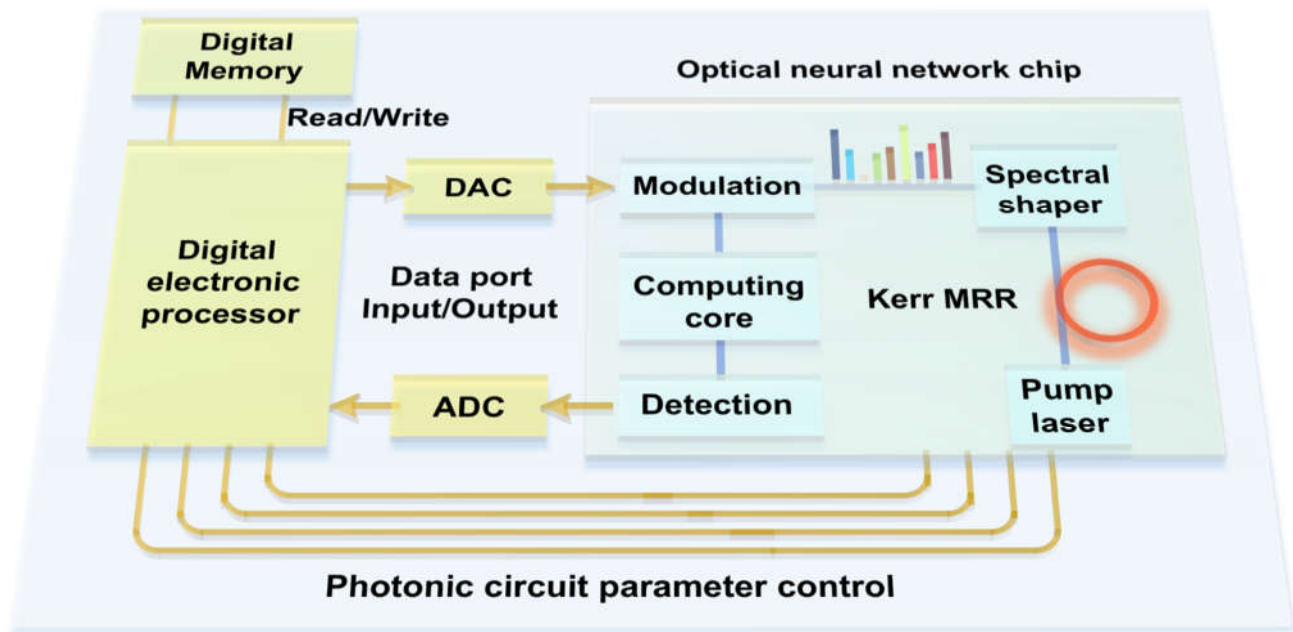 Digital
Memory
Read/Write
Optical neural network chip
DAC
Modulation
Spectral
shaper
Digital
electronic
processor
Data port
Input/Output
Computing
core
Kerr MRR
ADC
Detection
Pump
laser
Photonic circuit parameter control